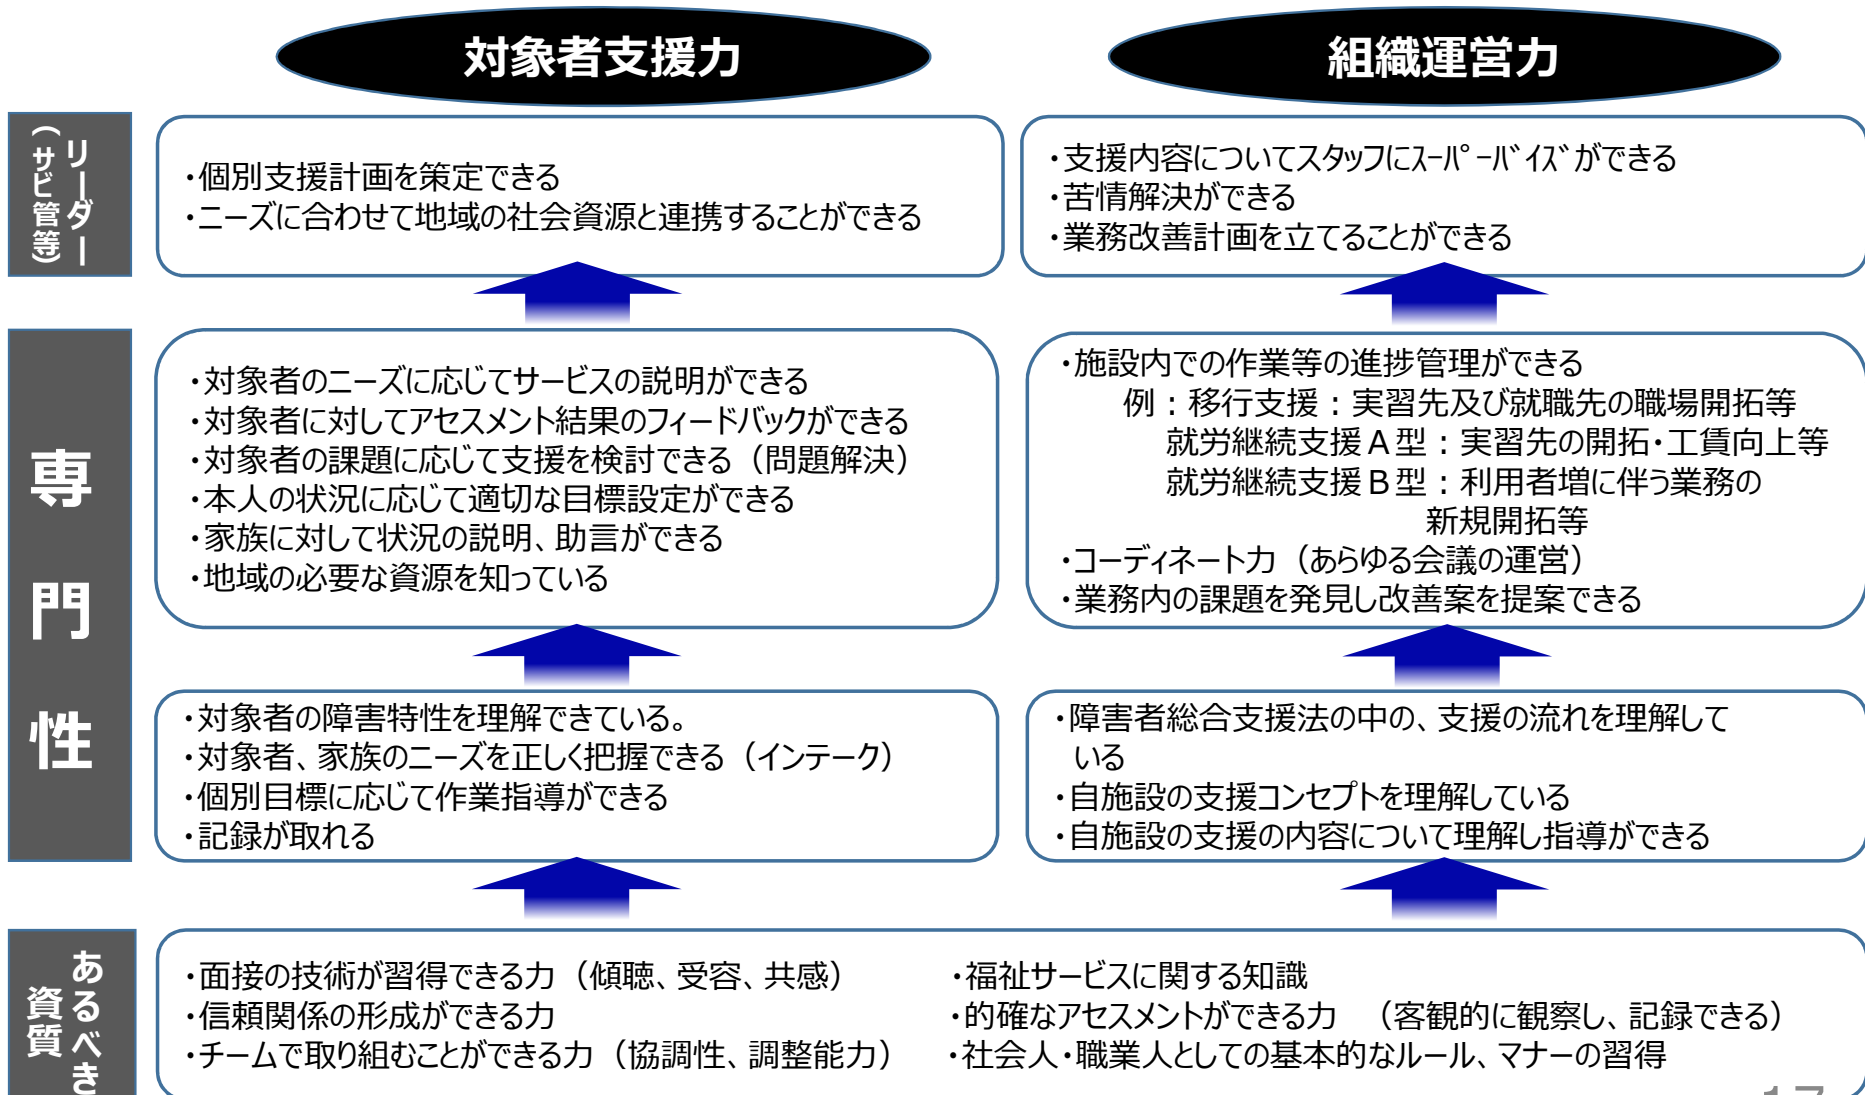 対象者支援力
組織運営力
リーダー
（サビ管等）
・個別支援計画を策定できる
・ニーズに合わせて地域の社会資源と連携することができる
・支援内容についてスタッフにｽｰﾊﾟｰﾊﾞｲｽﾞができる
・苦情解決ができる
・業務改善計画を立てることができる
専門性
・対象者のニーズに応じてサービスの説明ができる
・対象者に対してアセスメント結果のフィードバックができる
・対象者の課題に応じて支援を検討できる（問題解決）
・本人の状況に応じて適切な目標設定ができる
・家族に対して状況の説明、助言ができる
・地域の必要な資源を知っている
・施設内での作業等の進捗管理ができる
例：移行支援：実習先及び就職先の職場開拓等
就労継続支援Ａ型：実習先の開拓・工賃向上等
就労継続支援Ｂ型：利用者増に伴う業務の
新規開拓等
・コーディネート力（あらゆる会議の運営）
・業務内の課題を発見し改善案を提案できる
・対象者の障害特性を理解できている。
・対象者、家族のニーズを正しく把握できる（インテーク）
・個別目標に応じて作業指導ができる
・記録が取れる
・障害者総合支援法の中の、支援の流れを理解して
いる
・自施設の支援コンセプトを理解している
・自施設の支援の内容について理解し指導ができる
あるべき
資質
・面接の技術が習得できる力（傾聴、受容、共感）
・信頼関係の形成ができる力
・チームで取り組むことができる力（協調性、調整能力）
・福祉サービスに関する知識
・的確なアセスメントができる力　（客観的に観察し、記録できる）
・社会人・職業人としての基本的なルール、マナーの習得
17